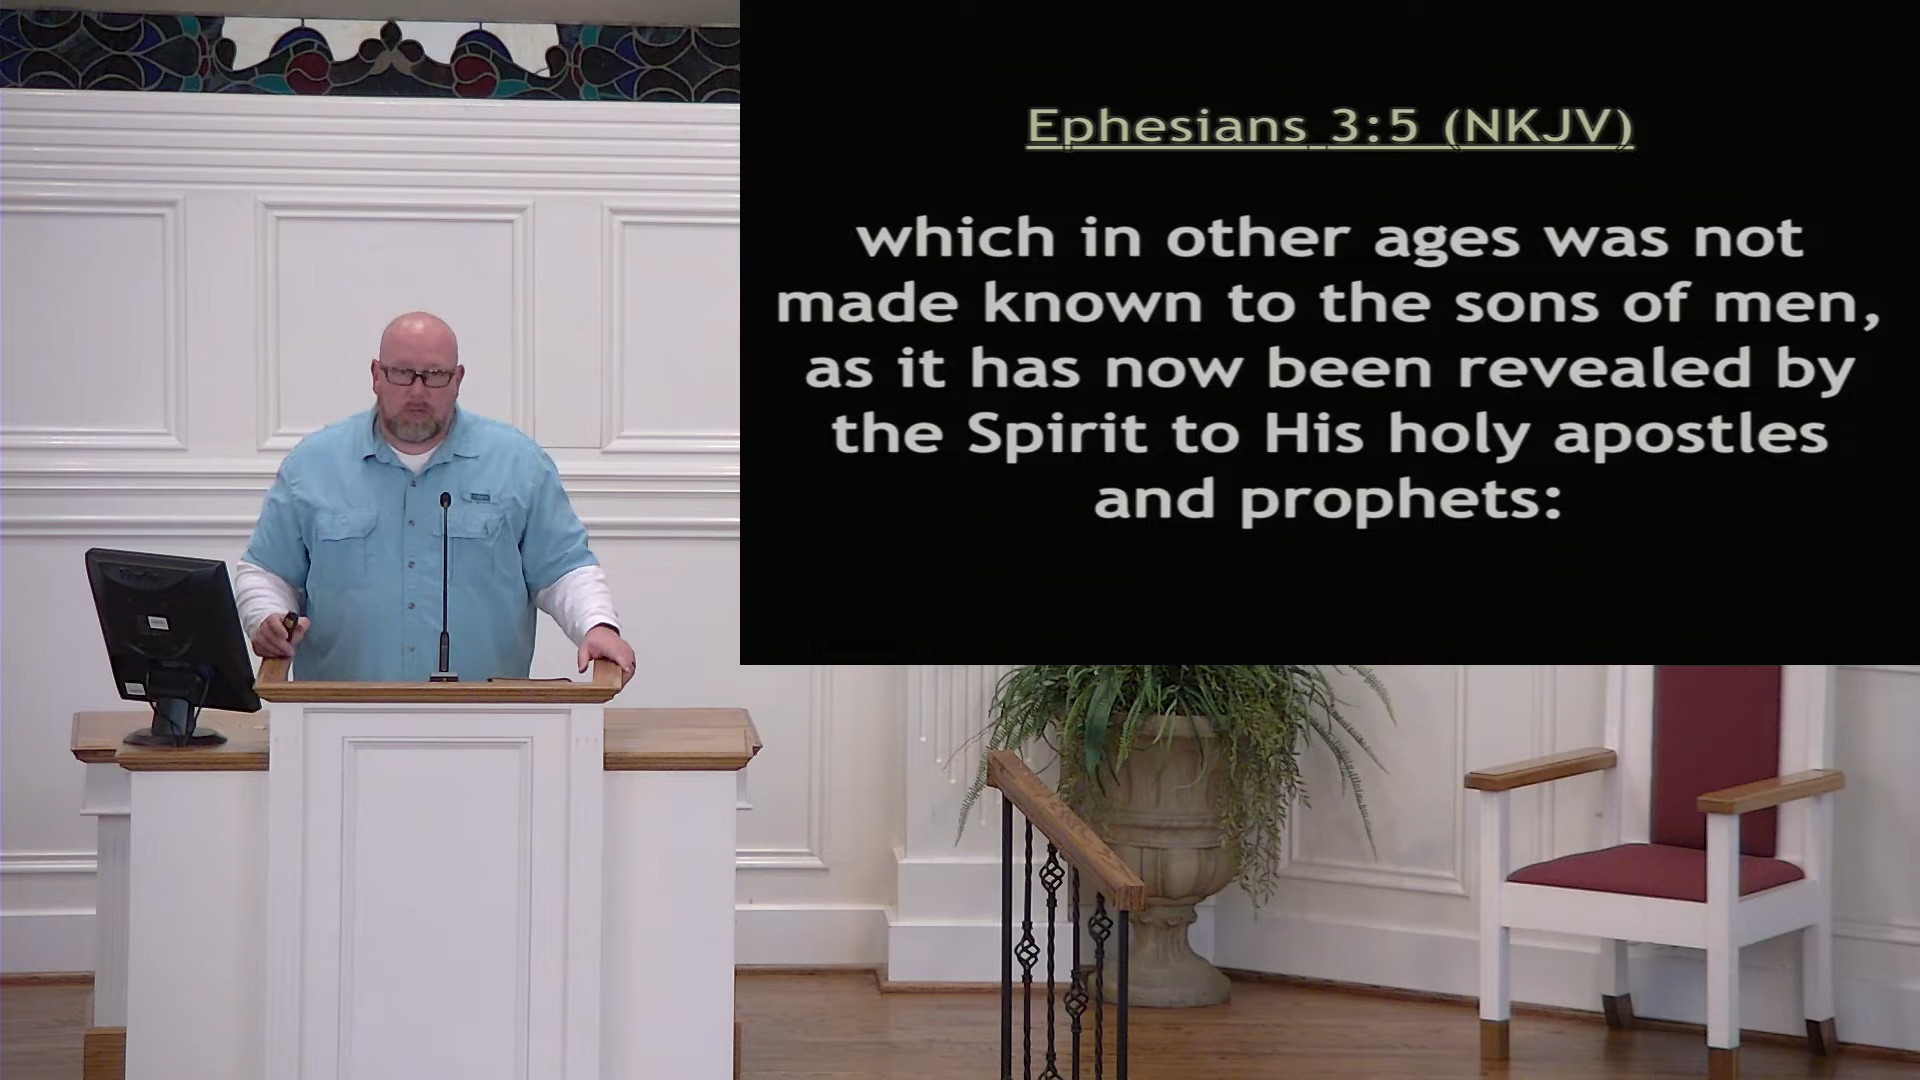 Ephesians 3:5 (NKJV)
which in other ages was not
made known to the sons of men,
as it has now been revealed by
the Spirit to His holy apostles
and prophets: